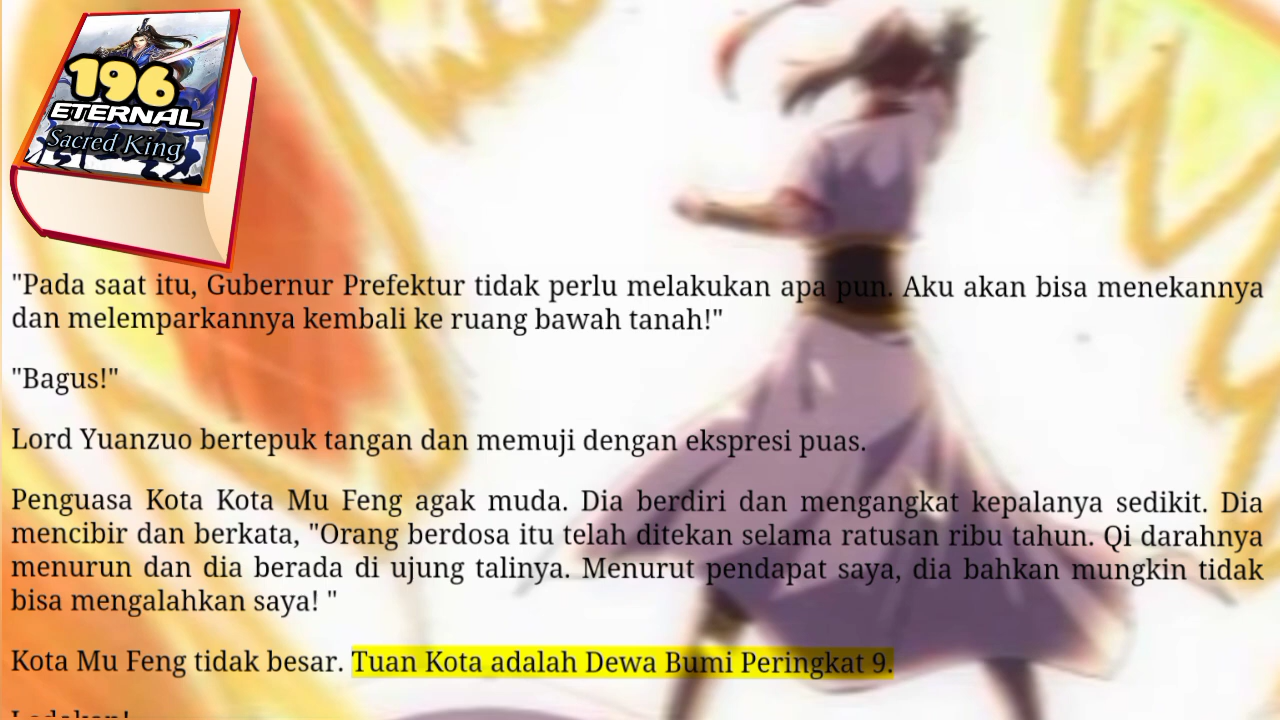 196
ETERNAL
Sacred King
"Pada saat itu, Gubernur Prefektur tidak perlu melakukan apa pun. Aku akan bisa menekannya
dan melemparkannya kembali ke ruang bawah tanah!"
"Bagus!"
Lord Yuanzuo bertepuk tangan dan memuji dengan ekspresi puas.
Penguasa Kota Kota Mu Feng agak muda. Dia berdiri dan mengangkat kepalanya sedikit. Dia
mencibir dan berkata, "Orang berdosa itu telah ditekan selama ratusan ribu tahun. Qi darahnya
menurun dan dia berada di ujung talinya. Menurut pendapat saya, dia bahkan mungkin tidak
bisa mengalahkan saya! "
Kota Mu Feng tidak besar. Tuan Kota adalah Dewa Bumi Peringkat 9.